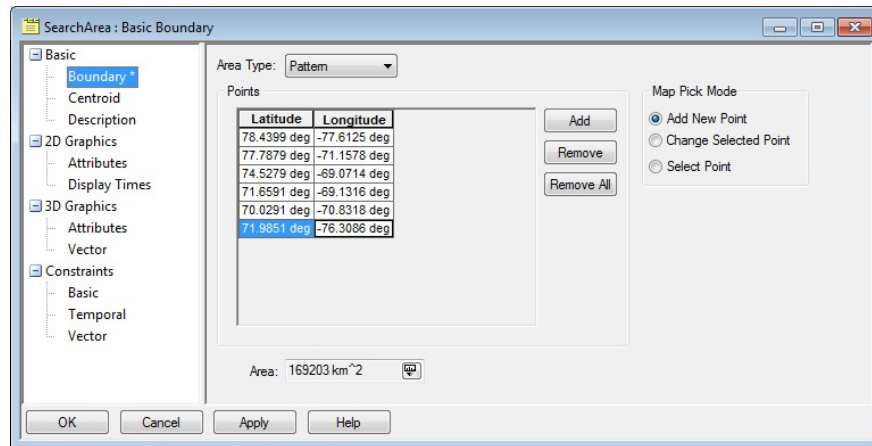 SearchArea : Basic Boundary
Basic
Boundary *
Centroid
Description
2D Graphics
Attributes
Display Times
3D Graphics
Attributes
Vector
Constraints
Basic
Temporal
Vector
Area Type: Pattern
Points
Latitude Longitude
78.4399 deg -77.6125 deg
77.7879 deg -71.1578 deg
74.5279 deg -69.0714 deg
71.6591 deg -69.1316 deg
70.0291 deg -70.8318 deg
71.9851 deg -76.3086 deg
Add
Remove
Remove All
Map Pick Mode
Add New Point
Change Selected Point
Select Point
Area: 169203 km^2
OK Cancel Apply Help